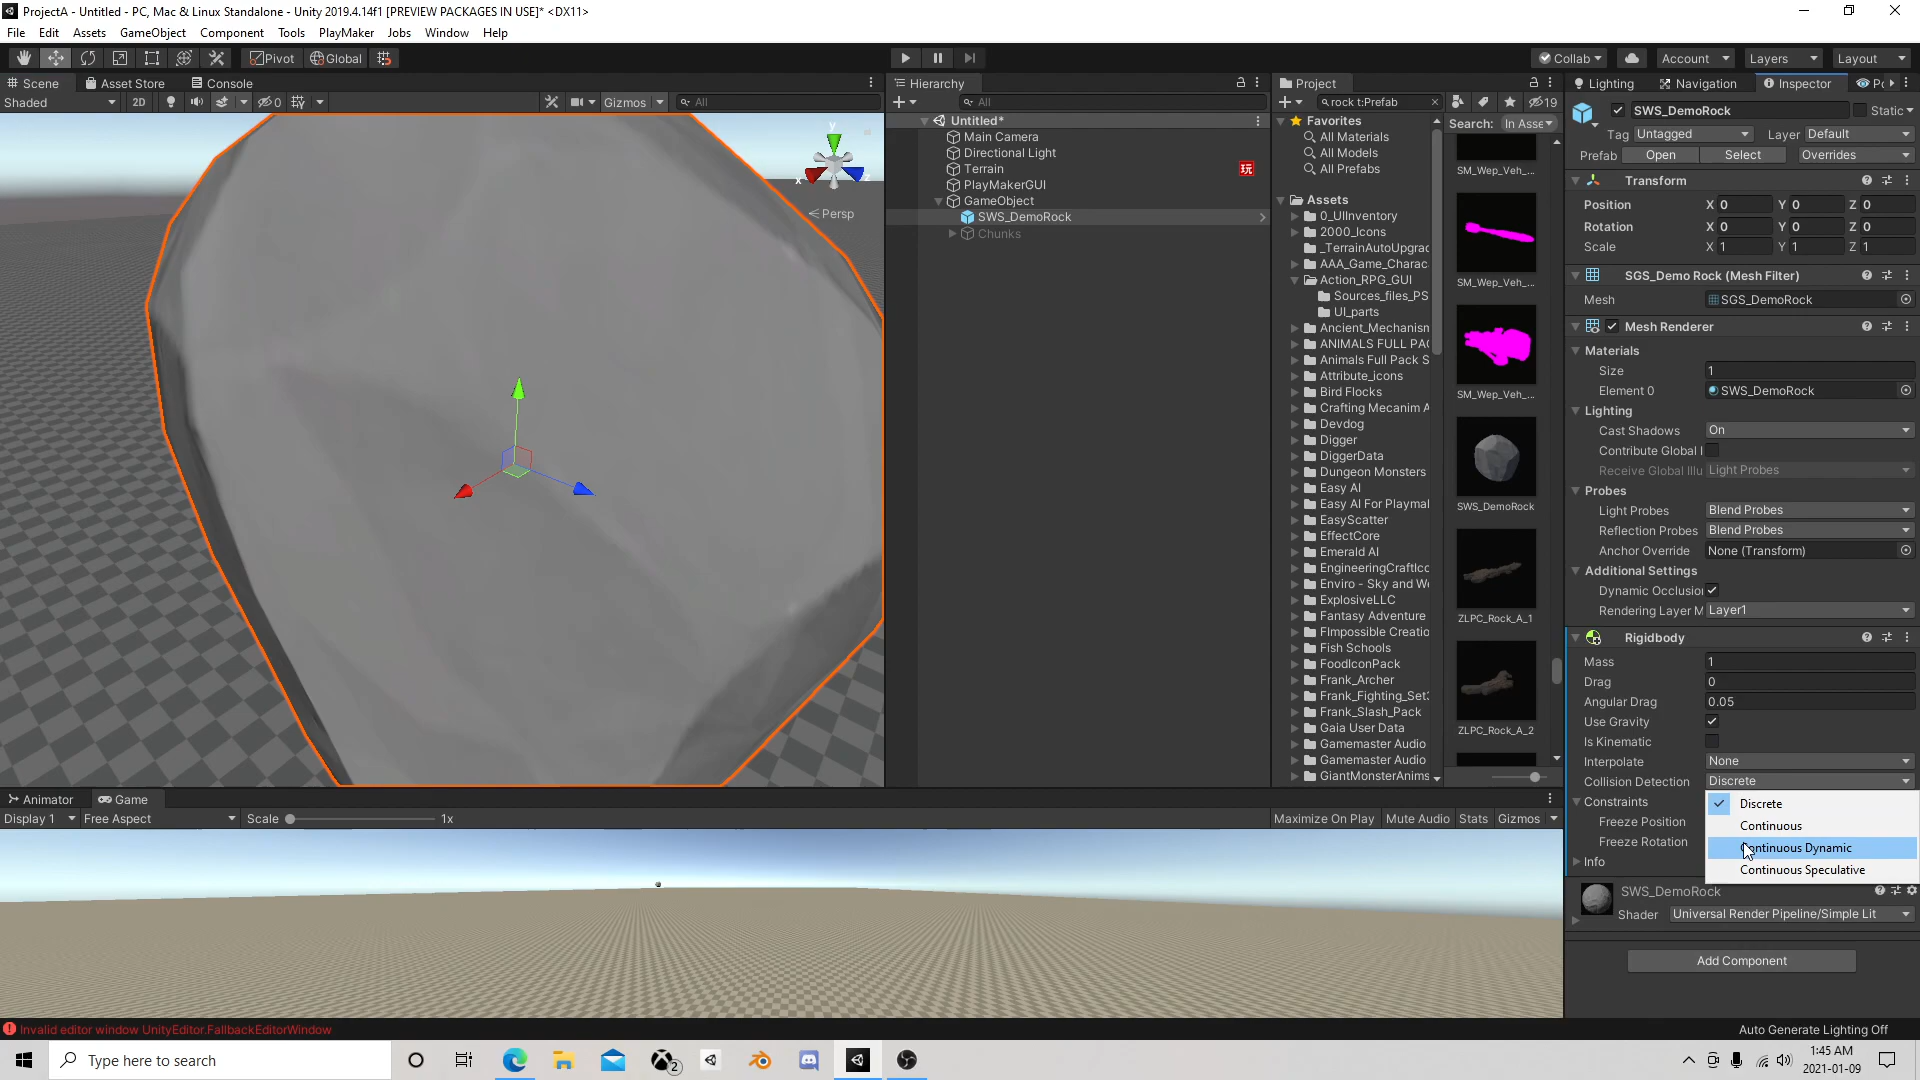 ProjectA - Untitled - PC, Mac & Linux Standalone - Unity 2019.4.14f1 [PREVIEW PACKAGES IN USE]* <DX11>
File Edit Assets GameObject Component Tools PlayMaker Jobs Window Help
Pivot Global Collab Account Layers Layout
Scene Asset Store Console
Shaded 2D 0 Gizmos All
y
x
Persp
Hierarchy
All
Untitled*
Main Camera
Directional Light
Terrain
玩
PlayMakerGUI
GameObject
SWS_DemoRock
Chunks
Project
rock t:Prefab 19
Favorites
All Materials
All Models
All Prefabs
Assets
0_UIInventory
2000_Icons
_TerrainAutoUpgrac
AAA_Game_Charac
Action_RPG_GUI
Sources_files_PS
UI_parts
Ancient_Mechanism
ANIMALS FULL PA
Animals Full Pack S
Attribute_icons
Bird Flocks
Crafting Mecanim A
Devdog
Digger
DiggerData
Dungeon Monsters
Easy AI
Easy AI For Playmal
EasyScatter
EffectCore
Emerald AI
EngineeringCraftIco
Enviro - Sky and We
ExplosiveLLC
Fantasy Adventure
FImpossible Creatio
Fish Schools
FoodIconPack
Frank_Archer
Frank_Fighting_Set
Frank_Slash_Pack
Gaia User Data
Gamemaster Audio
Gamemaster Audio
GiantMonsterAnims
Search: In Asse
SM_Wep_Veh_...
SM_Wep_Veh_...
SM_Wep_Veh_...
SWS_DemoRock
ZLPC_Rock_A_1
ZLPC_Rock_A_2
Lighting Navigation Inspector
SWS_DemoRock Static
Tag Untagged Layer Default
Prefab Open Select Overrides
Transform
Position X 0 Y 0 Z 0
Rotation X 0 Y 0 Z 0
Scale X 1 Y 1 Z 1
SGS_Demo Rock (Mesh Filter)
Mesh SGS_DemoRock
Mesh Renderer
Materials
Size 1
Element 0 SWS_DemoRock
Lighting
Cast Shadows On
Contribute Global I
Receive Global Illu Light Probes
Probes
Light Probes Blend Probes
Reflection Probes Blend Probes
Anchor Override None (Transform)
Additional Settings
Dynamic Occlusion
Rendering Layer M Layer1
Rigidbody
Mass 1
Drag 0
Angular Drag 0.05
Use Gravity
Is Kinematic
Interpolate None
Collision Detection Discrete
Constraints
Freeze Position
Freeze Rotation
Info
Discrete
Continuous
Continuous Dynamic
Continuous Speculative
SWS_DemoRock
Shader Universal Render Pipeline/Simple Lit
Add Component
Animator Game
Display 1 Free Aspect Scale 1x Maximize On Play Mute Audio Stats Gizmos
Invalid editor window UnityEditor.FallbackEditorWindow
Auto Generate Lighting Off
Type here to search
2
1:45 AM
2021-01-09